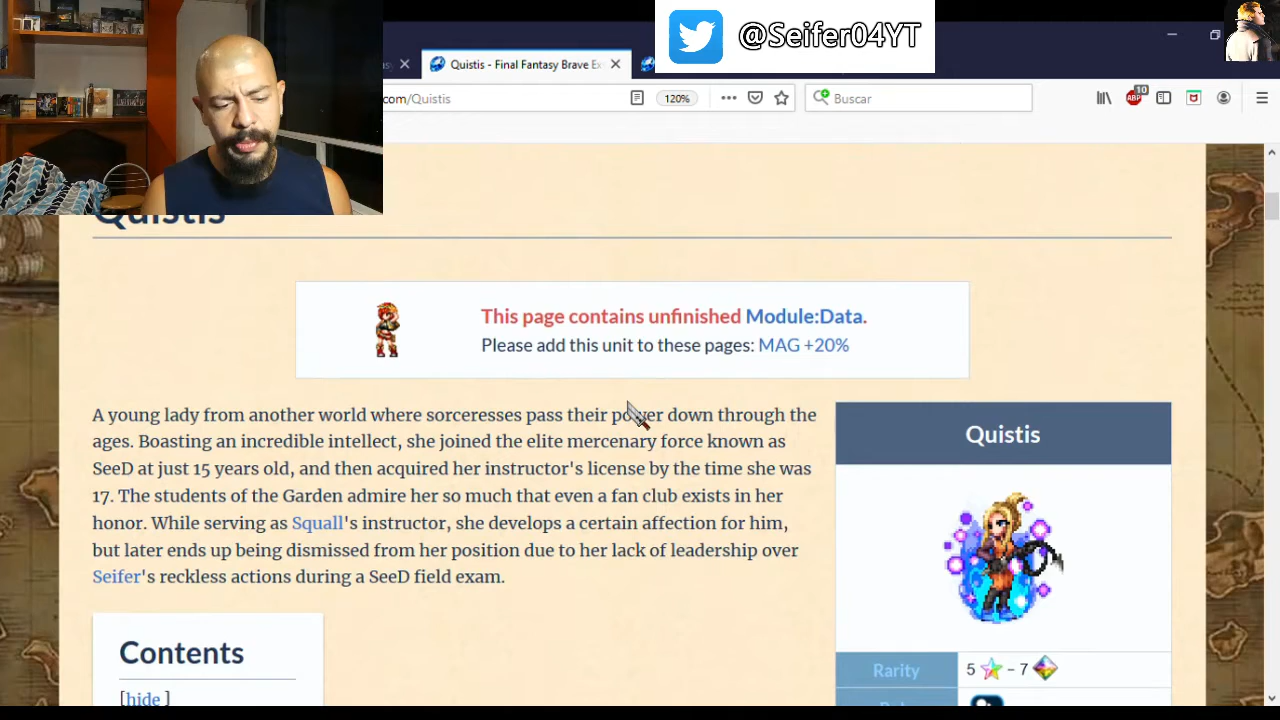 @Seifer04YT
Quistis - Final Fantasy Brave Ex
com/Quistis
120%
Buscar
ABP
10
Quistis
This page contains unfinished Module:Data.
Please add this unit to these pages: MAG +20%
A young lady from another world where sorceresses pass their power down through the
ages. Boasting an incredible intellect, she joined the elite mercenary force known as
SeeD at just 15 years old, and then acquired her instructor's license by the time she was
17. The students of the Garden admire her so much that even a fan club exists in her
honor. While serving as Squall's instructor, she develops a certain affection for him,
but later ends up being dismissed from her position due to her lack of leadership over
Seifer's reckless actions during a SeeD field exam.
Quistis
Contents
[hide ]
Rarity
5 - 7